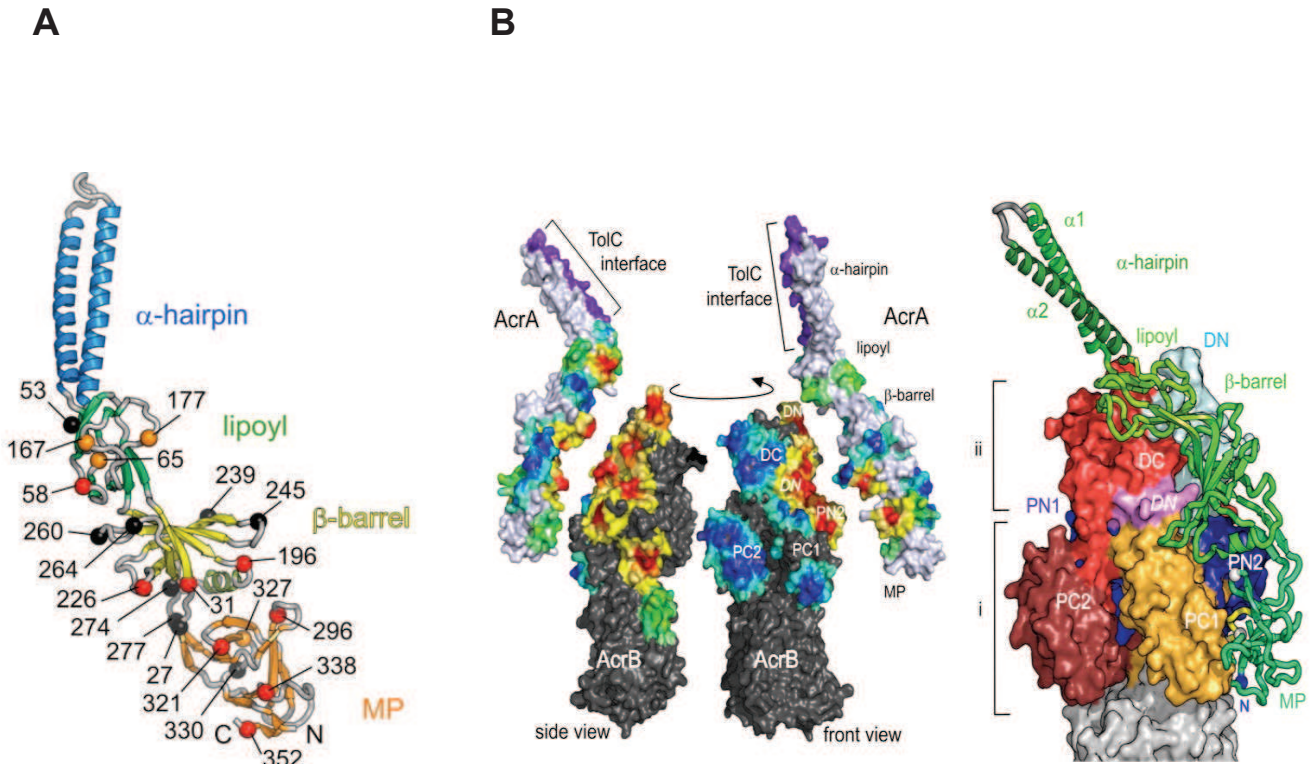 A
B
α-hairpin
53
177
167
lipoyl
65
58
239
245
260
β-barrel
264
196
226
31
327
274
277
296
27
338
321
330
C
N
MP
352
TolC
interface
AcrA
AcrB
side view
TolC
interface
α-hairpin
AcrA
lipoyl
β-barrel
DN
DC
DN
PN2
PC2
PC1
MP
AcrB
front view
α1
α-hairpin
α2
lipoyl
DN
β-barrel
ii
DC
PN1
DN
PN2
i
PC2
PC1
N
MP